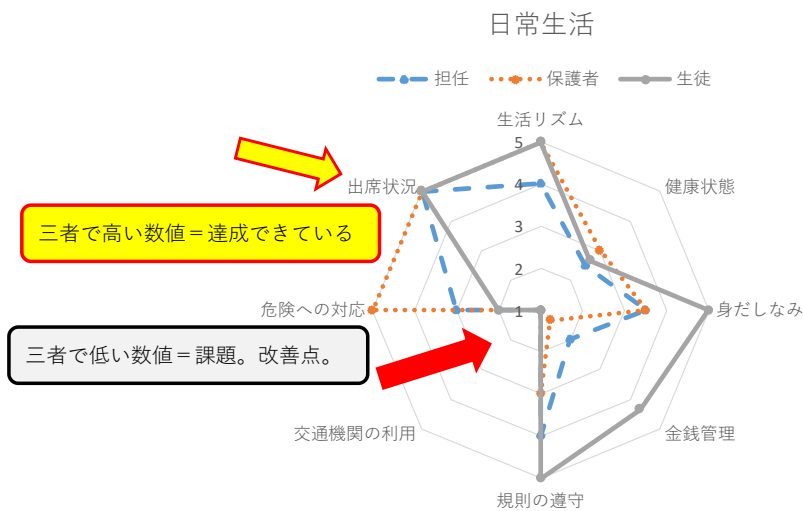 日常生活
担任
保護者
生徒
生活リズム
5
4
3
2
1
出席状況
健康状態
三者で高い数値＝達成できている
危険への対応
身だしなみ
三者で低い数値＝課題。改善点。
交通機関の利用
金銭管理
規則の遵守